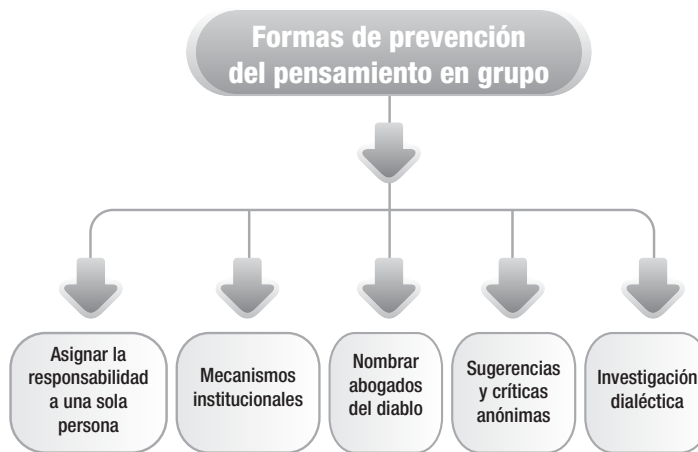 Formas de prevención
del pensamiento en grupo
Asignar la
responsabilidad
a una sola
persona
Mecanismos
institucionales
Nombrar
abogados
del diablo
Sugerencias
y críticas
anónimas
Investigación
dialéctica